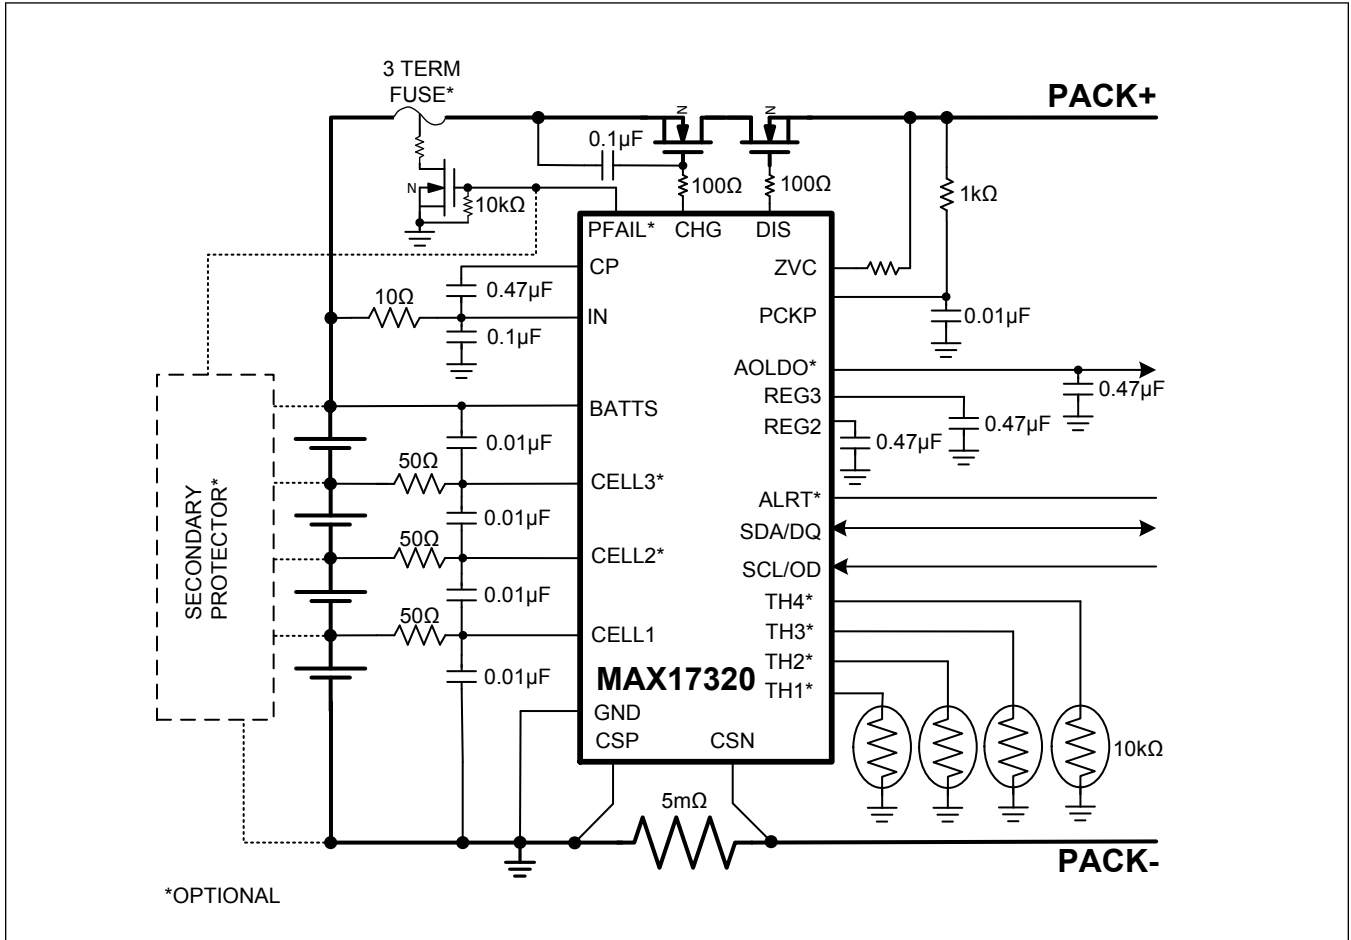 3 TERM
FUSE*
PACK+
0.1µF
N
N
100Ω
100Ω
1kΩ
N
10kΩ
PFAIL*
CHG
DIS
ZVC
CP
0.47µF
10Ω
IN
0.1µF
PCKP
0.01µF
AOLDO*
0.47µF
REG3
0.47µF
REG2
0.47µF
BATTS
0.01µF
50Ω
CELL3*
0.01µF
50Ω
CELL2*
0.01µF
50Ω
CELL1
0.01µF
SECONDARY
PROTECTOR*
ALRT*
SDA/DQ
SCL/OD
TH4*
TH3*
TH2*
TH1*
MAX17320
10kΩ
GND
CSP
CSN
5mΩ
PACK-
*OPTIONAL